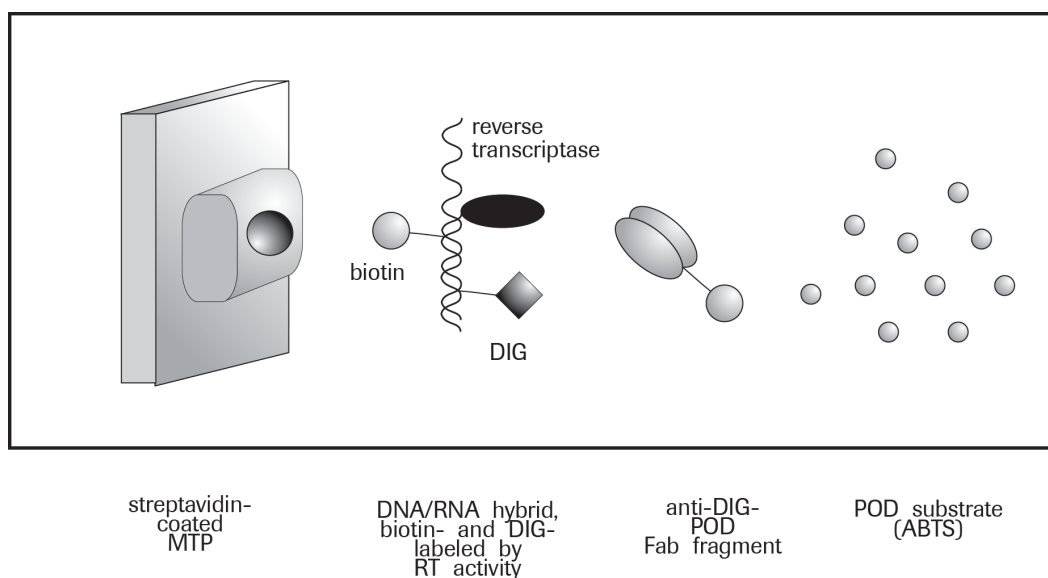 reverse
transcriptase
biotin
DIG
streptavidin-
coated
MTP
DNA/RNA hybrid,
biotin- and DIG-
labeled by
RT activity
anti-DIG-
POD
Fab fragment
POD substrate
(ABTS)